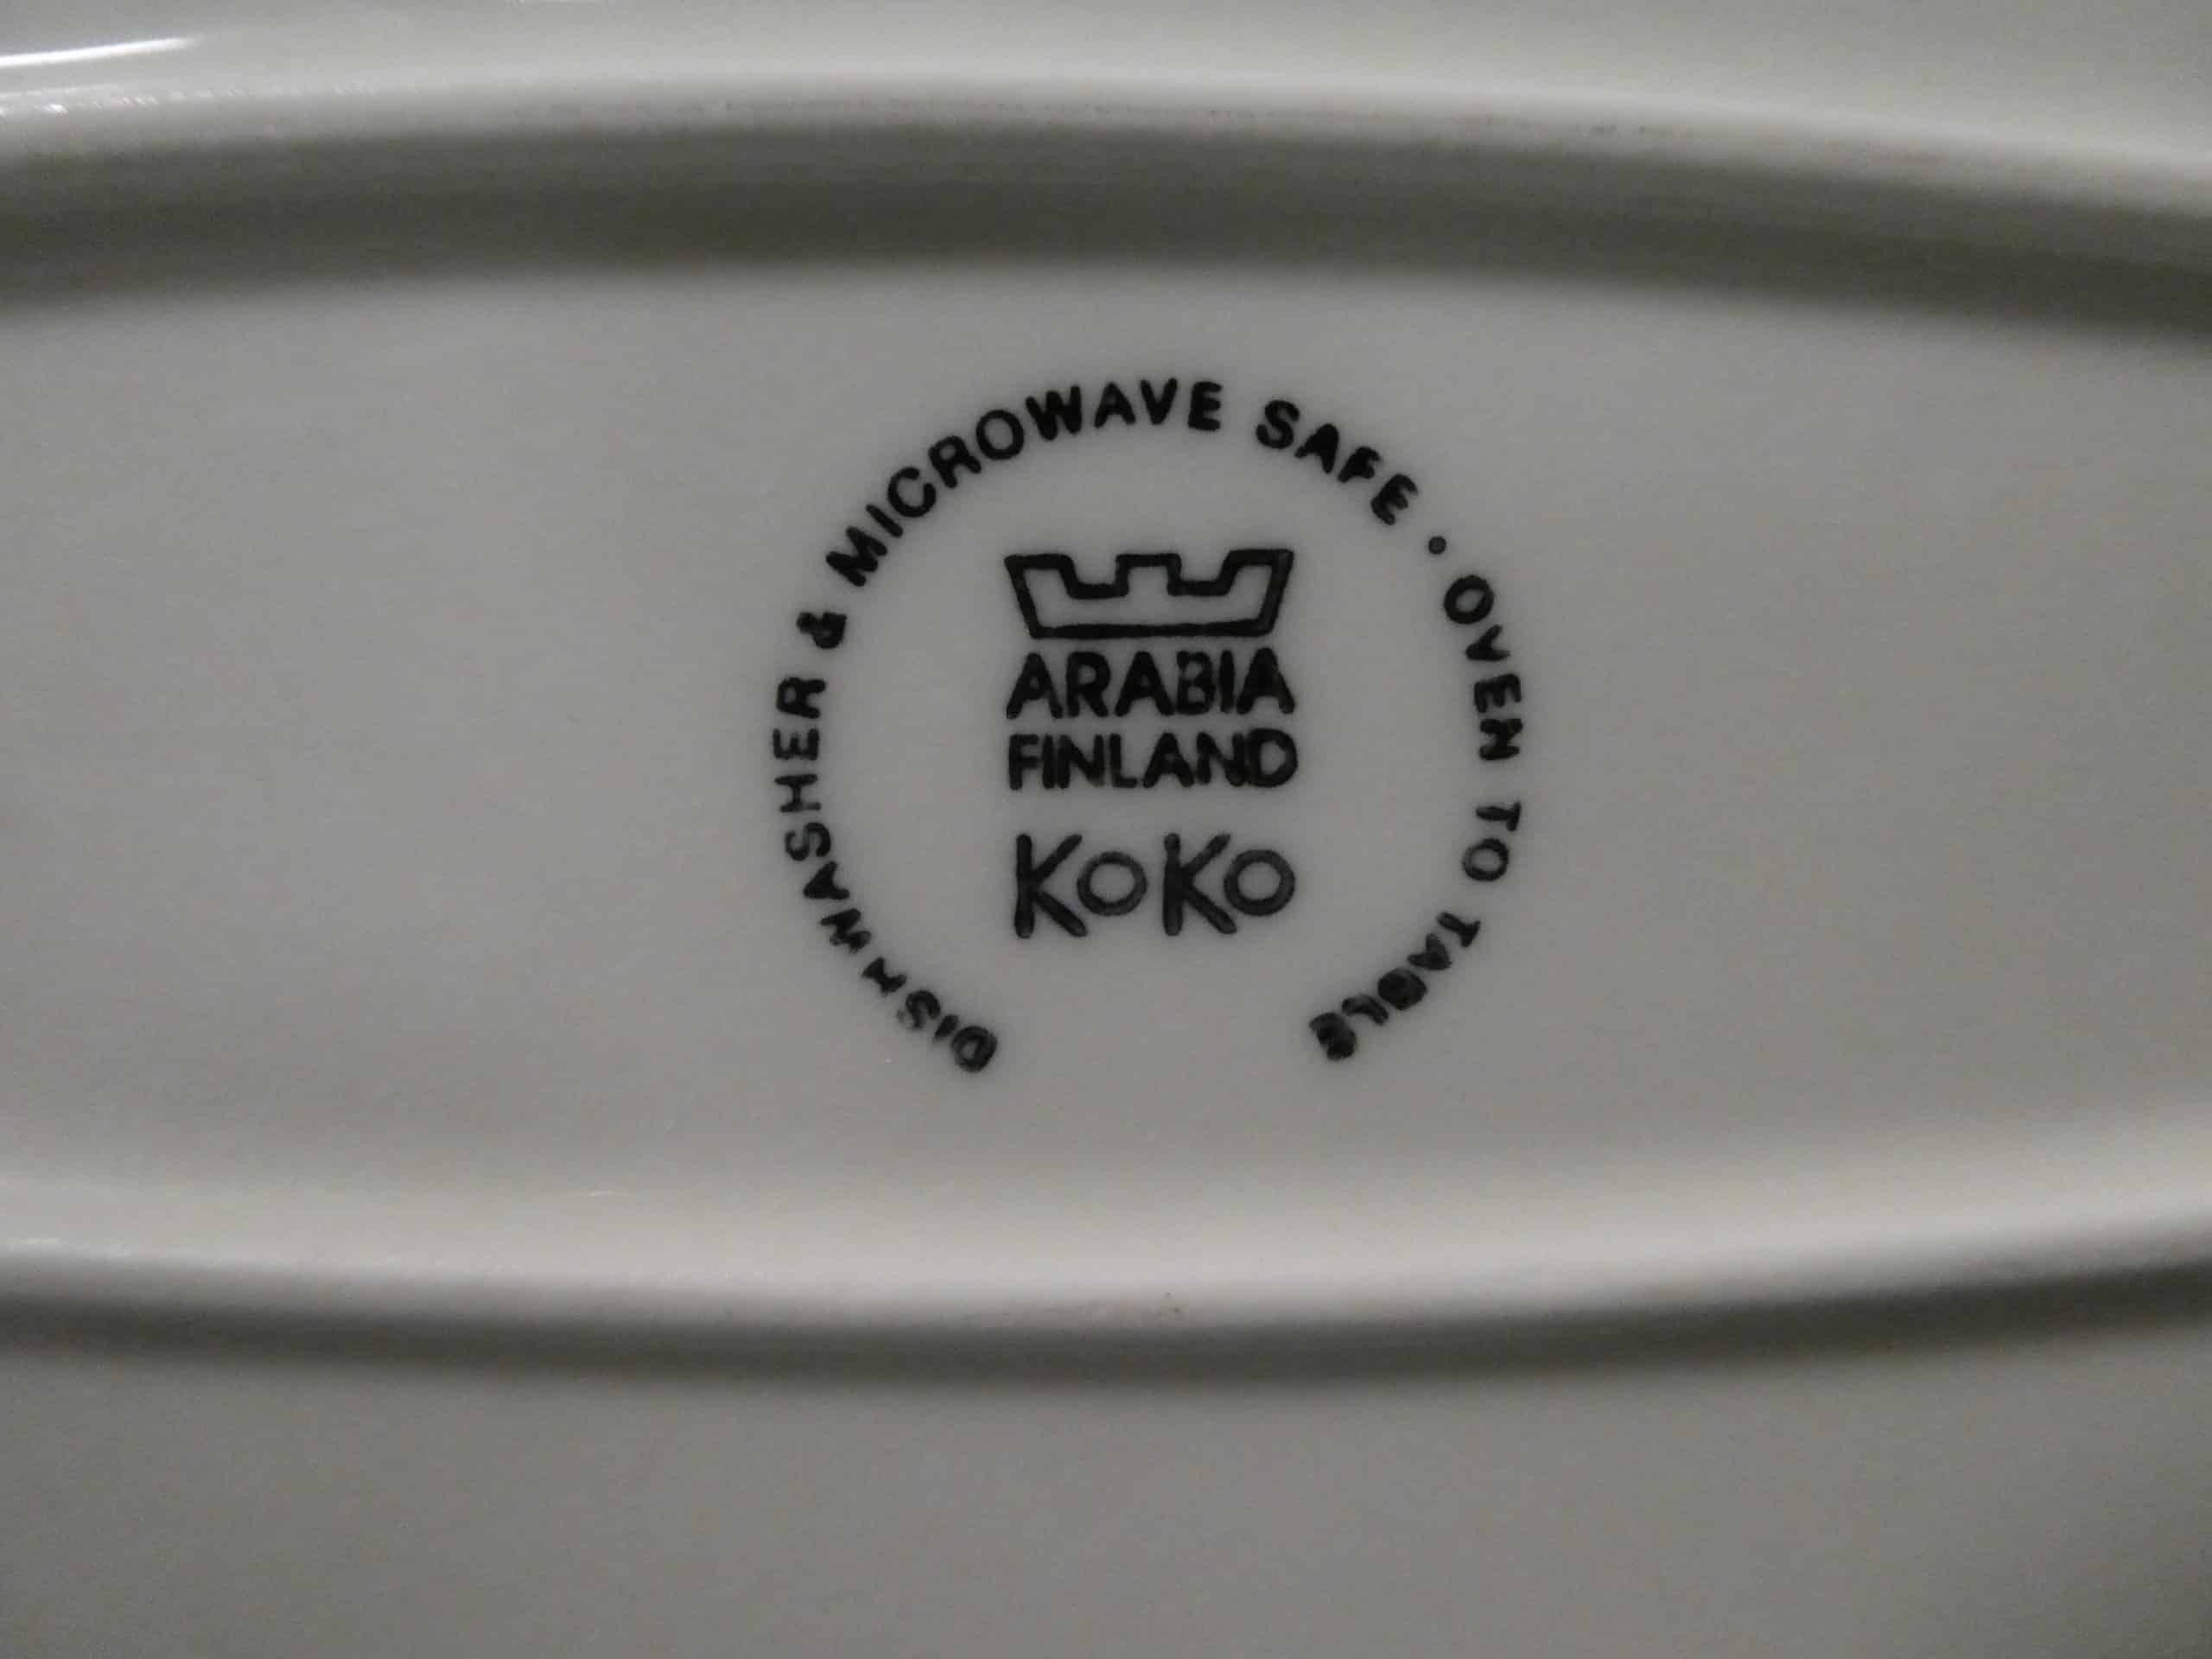 DISHWASHER & MICROWAVE SAFE · OVEN TO TABLE
ARABIA
FINLAND
KoKo